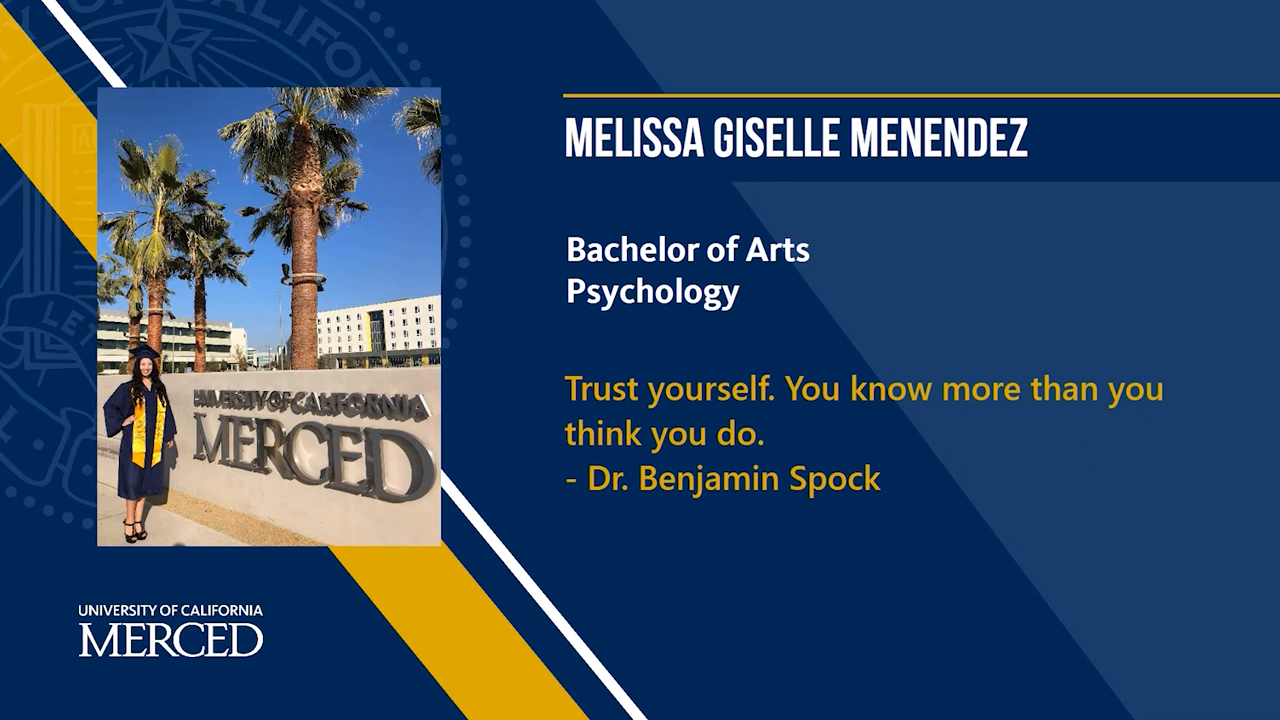 MELISSA GISELLE MENENDEZ
Bachelor of Arts
Psychology
Trust yourself. You know more than you
think you do.
- Dr. Benjamin Spock
UNIVERSITY OF CALIFORNIA
MERCED
UNIVERSITY OF CALIFORNIA
MERCED